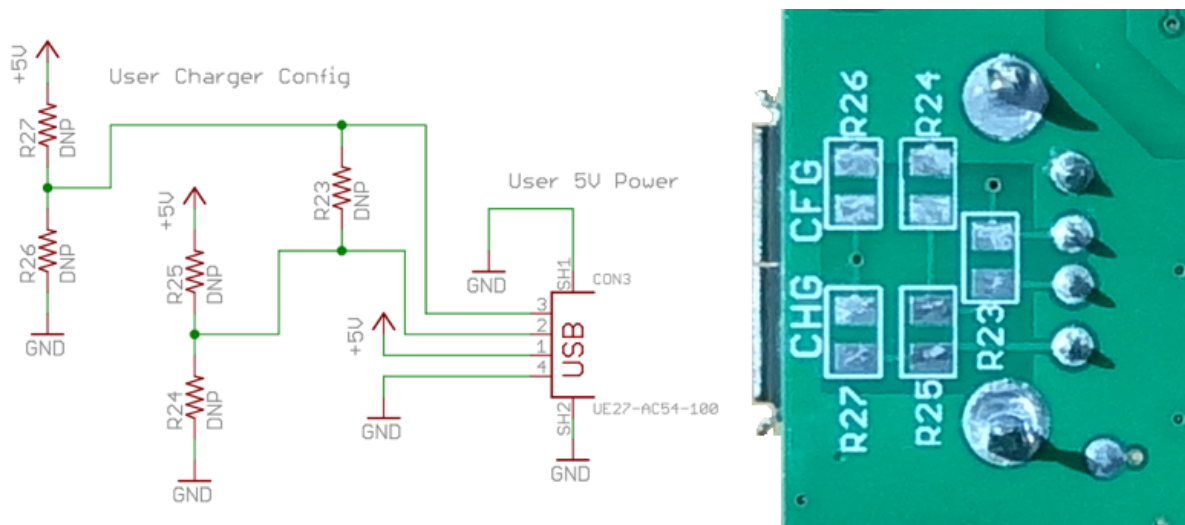 +5V
R27
DNP
R26
DNP
GND
User Charger Config
+5V
R25
DNP
R24
DNP
GND
R23
DNP
User 5V Power
GND
SH1
CON3
3
2
1
4
USB
+5V
GND
SH2
UE27-AC54-100
GND
R26
R24
CHG CFG
R23
R27
R25